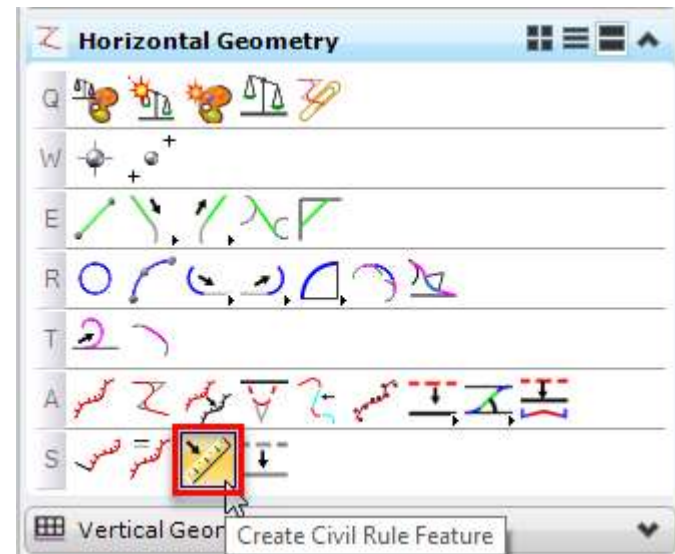 Horizontal Geometry
Q
W
E
R
T
A
S
Vertical Geor
Create Civil Rule Feature